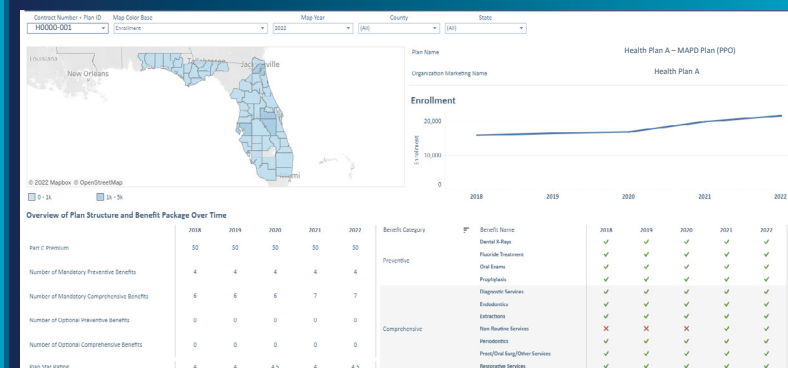 Contract Number + Plan ID Map Color Base Map Year County State
H0000-001 Enrollment 2022 (All) (All)
Plan Name Health Plan A – MAPD Plan (PPO)
Organization Marketing Name Health Plan A
Louisiana
Tallahassee Jacksonville
New Orleans
Miami
© 2022 Mapbox © OpenStreetMap
0 - 1k 1k - 5k
Enrollment
Enrollment
20,000
10,000
0
2018 2019 2020 2021 2022
Overview of Plan Structure and Benefit Package Over Time
2018 2019 2020 2021 2022
Part C Premium $0 $0 $0 $0 $0
Number of Mandatory Preventive Benefits 4 4 4 4 4
Number of Mandatory Comprehensive Benefits 6 6 6 7 7
Number of Optional Preventive Benefits 0 0 0 0 0
Number of Optional Comprehensive Benefits 0 0 0 0 0
Plan Star Rating 4 4 4.5 4 4.5
Benefit Category Benefit Name 2018 2019 2020 2021 2022
Preventive
Dental X-Rays ✓ ✓ ✓ ✓ ✓
Fluoride Treatment ✓ ✓ ✓ ✓ ✓
Oral Exams ✓ ✓ ✓ ✓ ✓
Prophylaxis ✓ ✓ ✓ ✓ ✓
Comprehensive
Diagnostic Services ✓ ✓ ✓ ✓ ✓
Endodontics ✓ ✓ ✓ ✓ ✓
Extractions ✓ ✓ ✓ ✓ ✓
Non Routine Services ✕ ✕ ✕ ✓ ✓
Periodontics ✓ ✓ ✓ ✓ ✓
Prost/Oral Surg/Other Services ✓ ✓ ✓ ✓ ✓
Restorative Services ✓ ✓ ✓ ✓ ✓